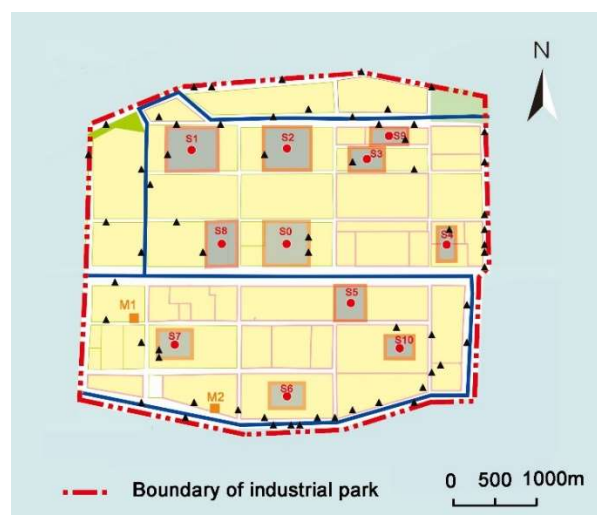 N
S1
S2
S9
S3
S8
S0
S4
S5
M1
S7
S10
S6
M2
Boundary of industrial park
0 500 1000m